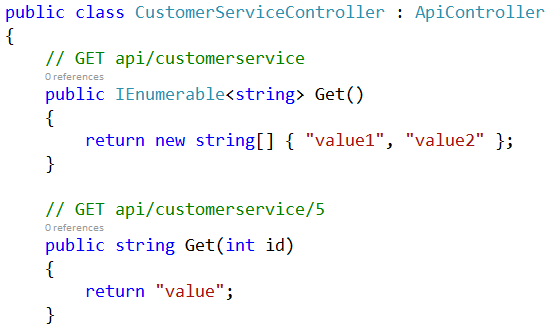 public class CustomerServiceController : ApiController
{
    // GET api/customerservice
    0 references
    public IEnumerable<string> Get()
    {
        return new string[] { "value1", "value2" };
    }

    // GET api/customerservice/5
    0 references
    public string Get(int id)
    {
        return "value";
    }